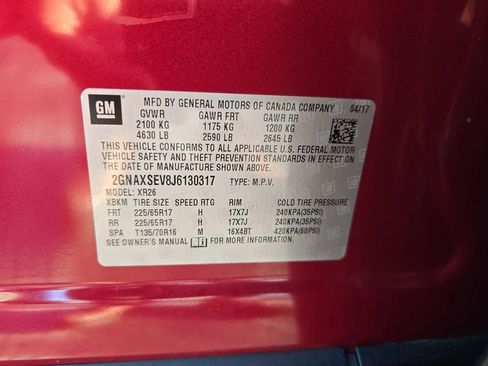 GM
MFD BY GENERAL MOTORS OF CANADA COMPANY 04/17
GVWR GAWR FRT GAWR RR
2100 KG 1175 KG 1200 KG
4630 LB 2590 LB 2645 LB
THIS VEHICLE CONFORMS TO ALL APPLICABLE U.S. FEDERAL MOTOR
VEHICLE SAFETY, BUMPER, AND THEFT PREVENTION STANDARDS
IN EFFECT ON THE DATE OF MANUFACTURE SHOWN ABOVE.
2GNAXSEV8J6130317 TYPE: M.P.V.
MODEL: XR26
XBKM TIRE SIZE SPEED RTG RIM COLD TIRE PRESSURE
FRT 225/65R17 H 17X7J 240KPA(35PSI)
RR 225/65R17 H 17X7J 240KPA(35PSI)
SPA T135/70R16 M 16X4BT 420KPA(60PSI)
SEE OWNER'S MANUAL FOR ADDITIONAL INFORMATION.